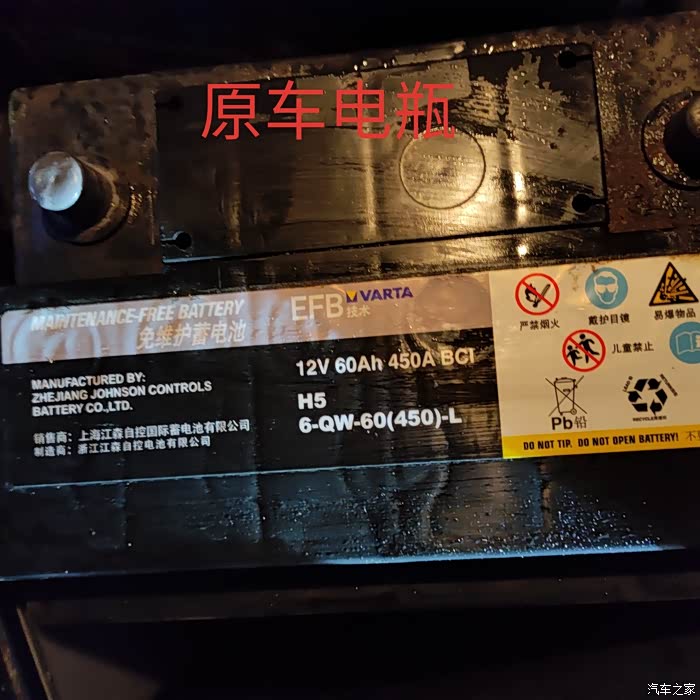 原车电瓶
MAINTENANCE-FREE BATTERY
免维护蓄电池
EFB VARTA
技术
12V 60Ah 450A BCI
H5
6-QW-60(450)-L
MANUFACTURED BY:
ZHEJIANG JOHNSON CONTROLS
BATTERY CO.,LTD.
销售商：上海江森自控国际蓄电池有限公司
制造商：浙江江森自控电池有限公司
严禁烟火
戴护目镜
易爆物品
儿童禁止
Pb铅
RECYCLE
DO NOT TIP. DO NOT OPEN BATTERY!
汽车之家